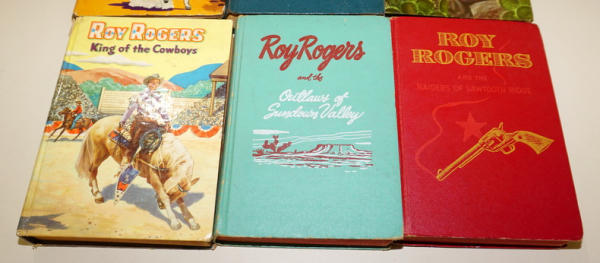 ROY ROGERS
King of the Cowboys
Roy Rogers
and the
Outlaws of
Sundown Valley
ROY
ROGERS
AND THE
RAIDERS OF SAWTOOTH RIDGE